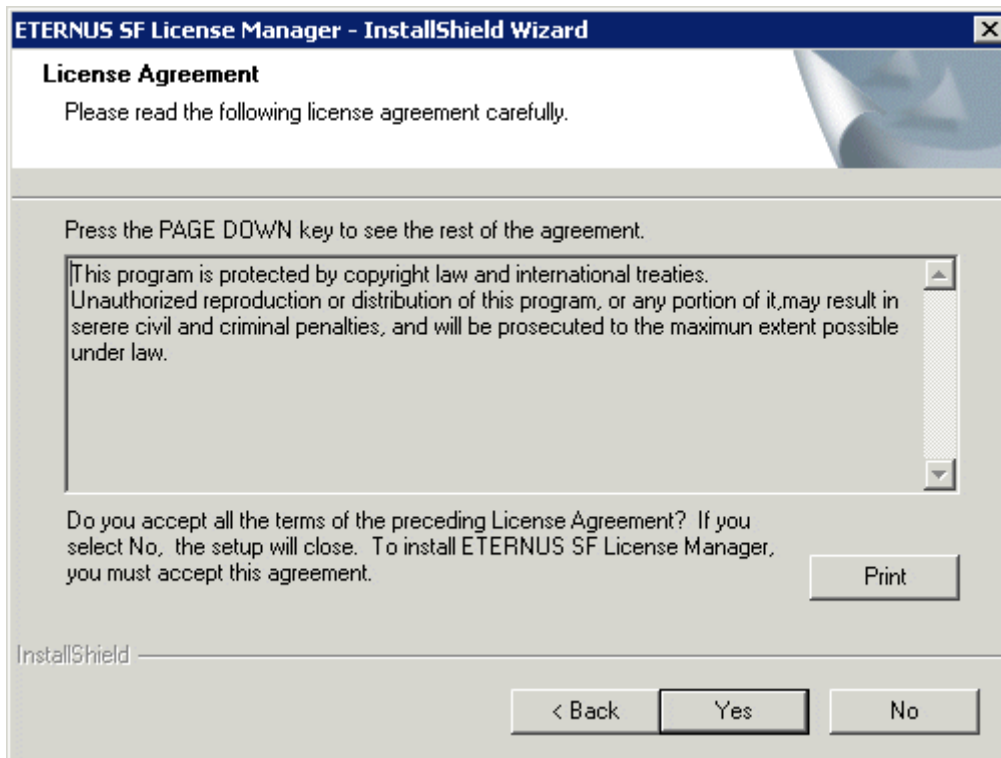 ETERNUS SF License Manager - InstallShield Wizard
License Agreement
Please read the following license agreement carefully.
Press the PAGE DOWN key to see the rest of the agreement.
This program is protected by copyright law and international treaties.
Unauthorized reproduction or distribution of this program, or any portion of it,may result in
serere civil and criminal penalties, and will be prosecuted to the maximun extent possible
under law.
Do you accept all the terms of the preceding License Agreement?  If you
select No,  the setup will close.  To install ETERNUS SF License Manager,
you must accept this agreement.
Print
InstallShield
< Back
Yes
No